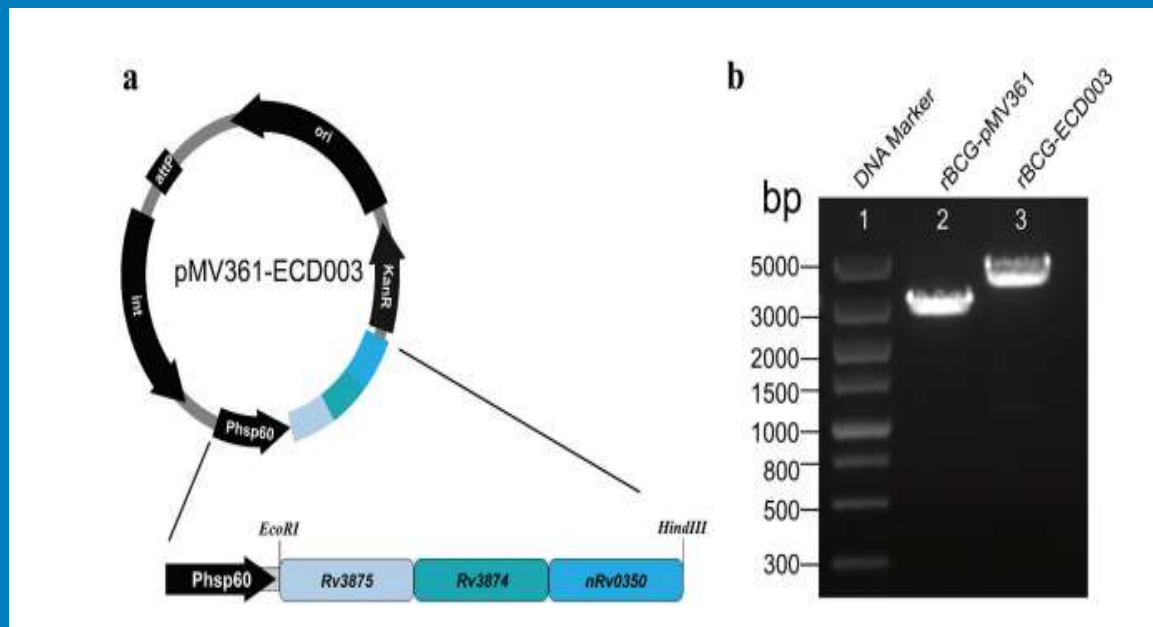 a
ori
attP
int
pMV361-ECD003
KanR
Phsp60
EcoRI
HindIII
Phsp60
Rv3875
Rv3874
nRv0350
b
DNA Marker
rBCG-pMV361
rBCG-ECD003
bp
1 2 3
5000
3000
2000
1500
1000
800
500
300